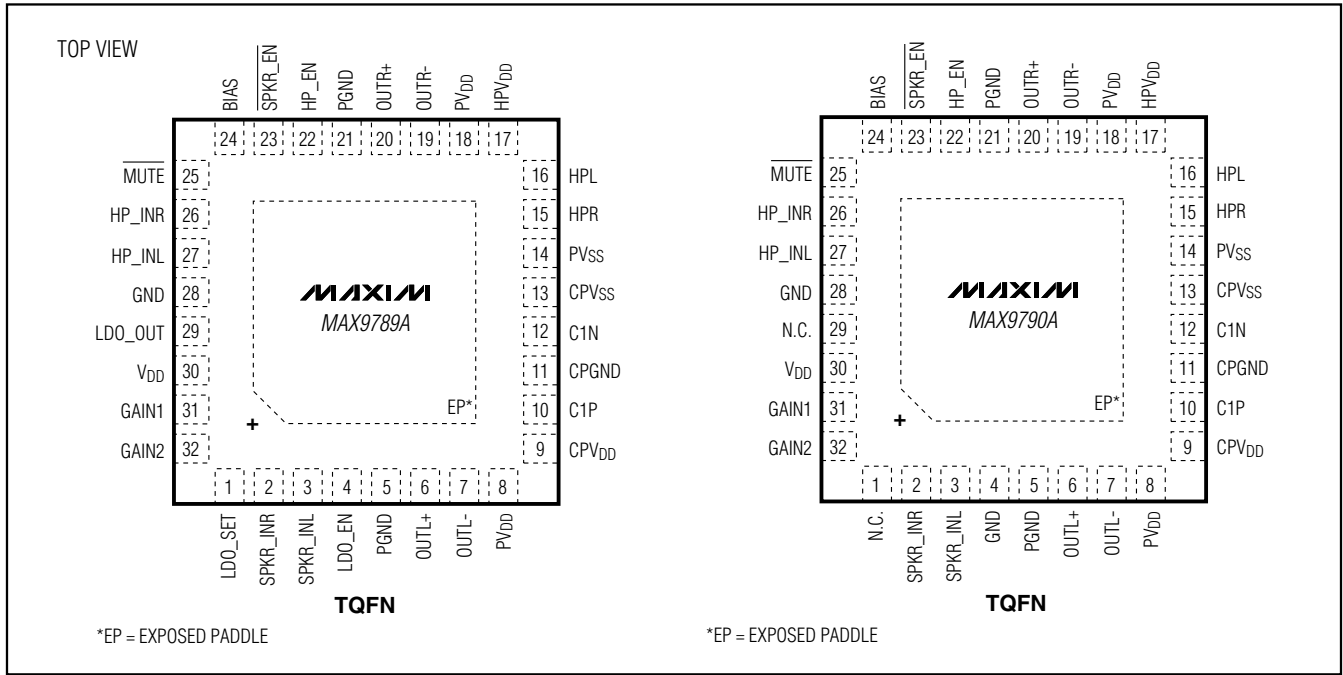 TOP VIEW
BIAS
SPKR_EN
HP_EN
PGND
OUTR+
OUTR-
PVDD
HPVDD
24 23 22 21 20 19 18 17
MUTE 25
HP_INR 26
HP_INL 27
GND 28
LDO_OUT 29
VDD 30
GAIN1 31
GAIN2 32
16 HPL
15 HPR
14 PVSS
13 CPVSS
12 C1N
11 CPGND
10 C1P
9 CPVDD
MAXIM
MAX9789A
EP*
+
1 2 3 4 5 6 7 8
LDO_SET
SPKR_INR
SPKR_INL
LDO_EN
PGND
OUTL+
OUTL-
PVDD
TQFN
*EP = EXPOSED PADDLE
BIAS
SPKR_EN
HP_EN
PGND
OUTR+
OUTR-
PVDD
HPVDD
24 23 22 21 20 19 18 17
MUTE 25
HP_INR 26
HP_INL 27
GND 28
N.C. 29
VDD 30
GAIN1 31
GAIN2 32
16 HPL
15 HPR
14 PVSS
13 CPVSS
12 C1N
11 CPGND
10 C1P
9 CPVDD
MAXIM
MAX9790A
EP*
+
1 2 3 4 5 6 7 8
N.C.
SPKR_INR
SPKR_INL
GND
PGND
OUTL+
OUTL-
PVDD
TQFN
*EP = EXPOSED PADDLE